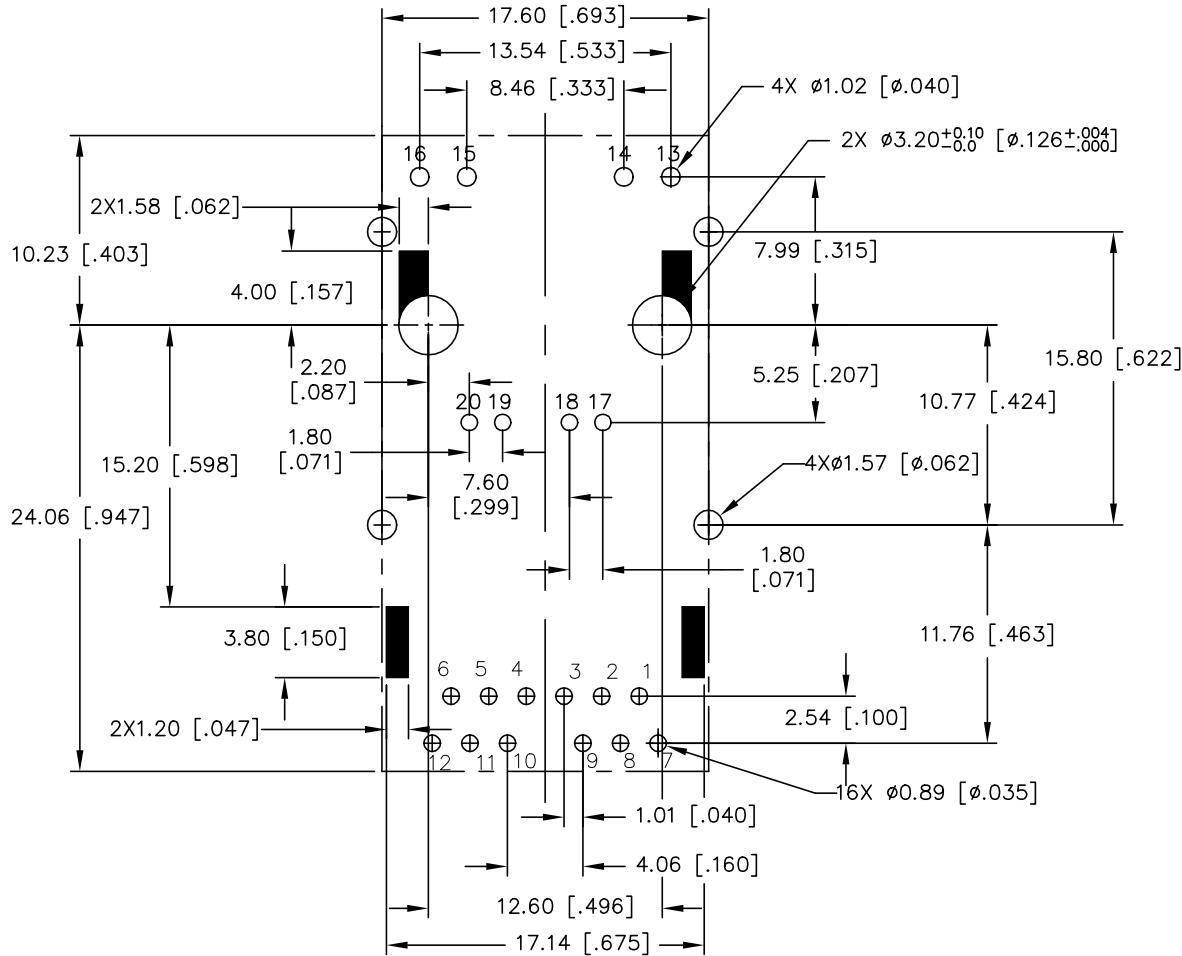 17.60 [.693]
13.54 [.533]
8.46 [.333]
4X ø1.02 [ø.040]
2X ø3.20+0.10 -0.0 [ø.126+.004 -.000]
16 15 14 13
2X1.58 [.062]
10.23 [.403]
7.99 [.315]
4.00 [.157]
15.80 [.622]
2.20
[.087]
5.25 [.207]
10.77 [.424]
20 19 18 17
1.80
[.071]
15.20 [.598]
4Xø1.57 [ø.062]
7.60
[.299]
24.06 [.947]
1.80
[.071]
3.80 [.150]
11.76 [.463]
6 5 4 3 2 1
2.54 [.100]
2X1.20 [.047]
12 11 10 9 8 7
16X ø0.89 [ø.035]
1.01 [.040]
4.06 [.160]
12.60 [.496]
17.14 [.675]